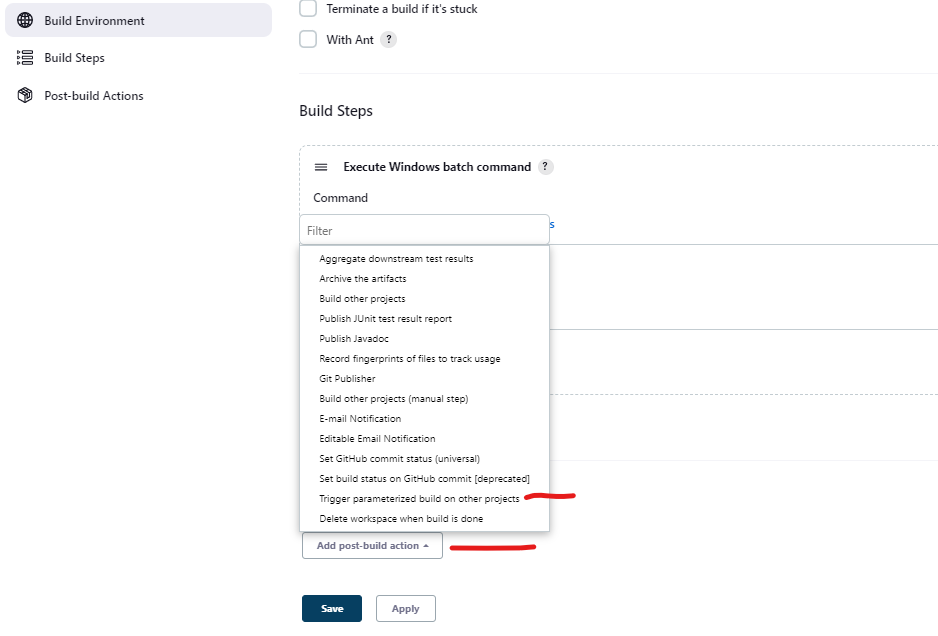 Build Environment
Build Steps
Post-build Actions
Terminate a build if it's stuck
With Ant ?
Build Steps
Execute Windows batch command ?
Command
s
Filter
Aggregate downstream test results
Archive the artifacts
Build other projects
Publish JUnit test result report
Publish Javadoc
Record fingerprints of files to track usage
Git Publisher
Build other projects (manual step)
E-mail Notification
Editable Email Notification
Set GitHub commit status (universal)
Set build status on GitHub commit [deprecated]
Trigger parameterized build on other projects
Delete workspace when build is done
Add post-build action
Save
Apply